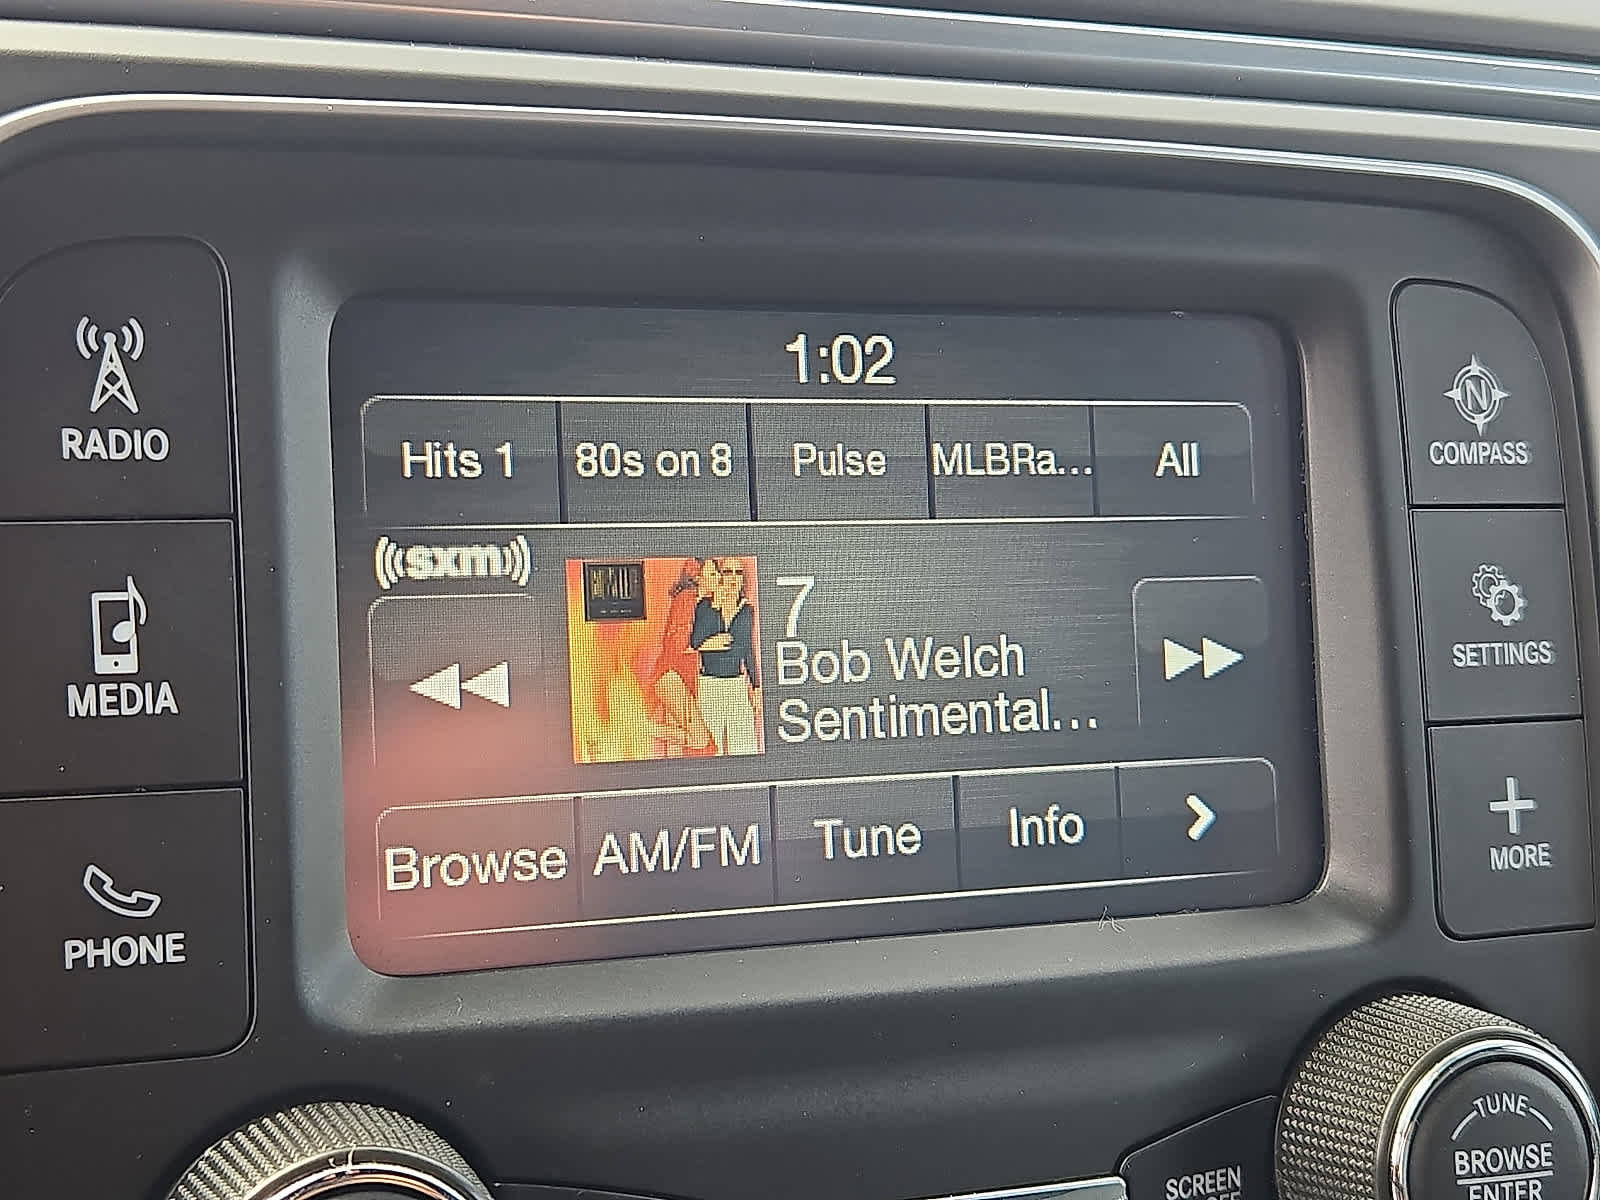 RADIO
MEDIA
PHONE
1:02
Hits 1
80s on 8
Pulse
MLBRa...
All
((sxm))
7
Bob Welch
Sentimental...
Browse
AM/FM
Tune
Info
N
COMPASS
SETTINGS
MORE
SCREEN
TUNE
BROWSE
ENTER